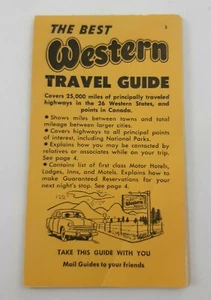 THE BEST
Western
TRAVEL GUIDE
Covers 25,000 miles of principally traveled
highways in the 26 Western States, and
points in Canada.
• Shows miles between towns and total
mileage between larger cities.
• Covers highways to all principal points
of interest, including National Parks.
• Explains how you may be contacted by
relatives or associates while on your trip.
See page 4.
• Contains list of first class Motor Hotels,
Lodges, Inns, and Motels. Explains how to
make Guaranteed Reservations for your
next night's stop. See page 4.
Western
TAKE THIS GUIDE WITH YOU
Mail Guides to your friends